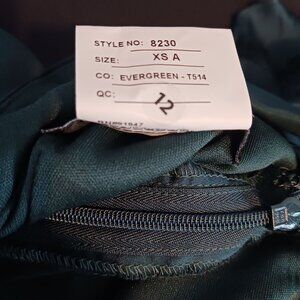 STYLE NO: 8230
SIZE: XS A
CO: EVERGREEN - T514
QC: 12